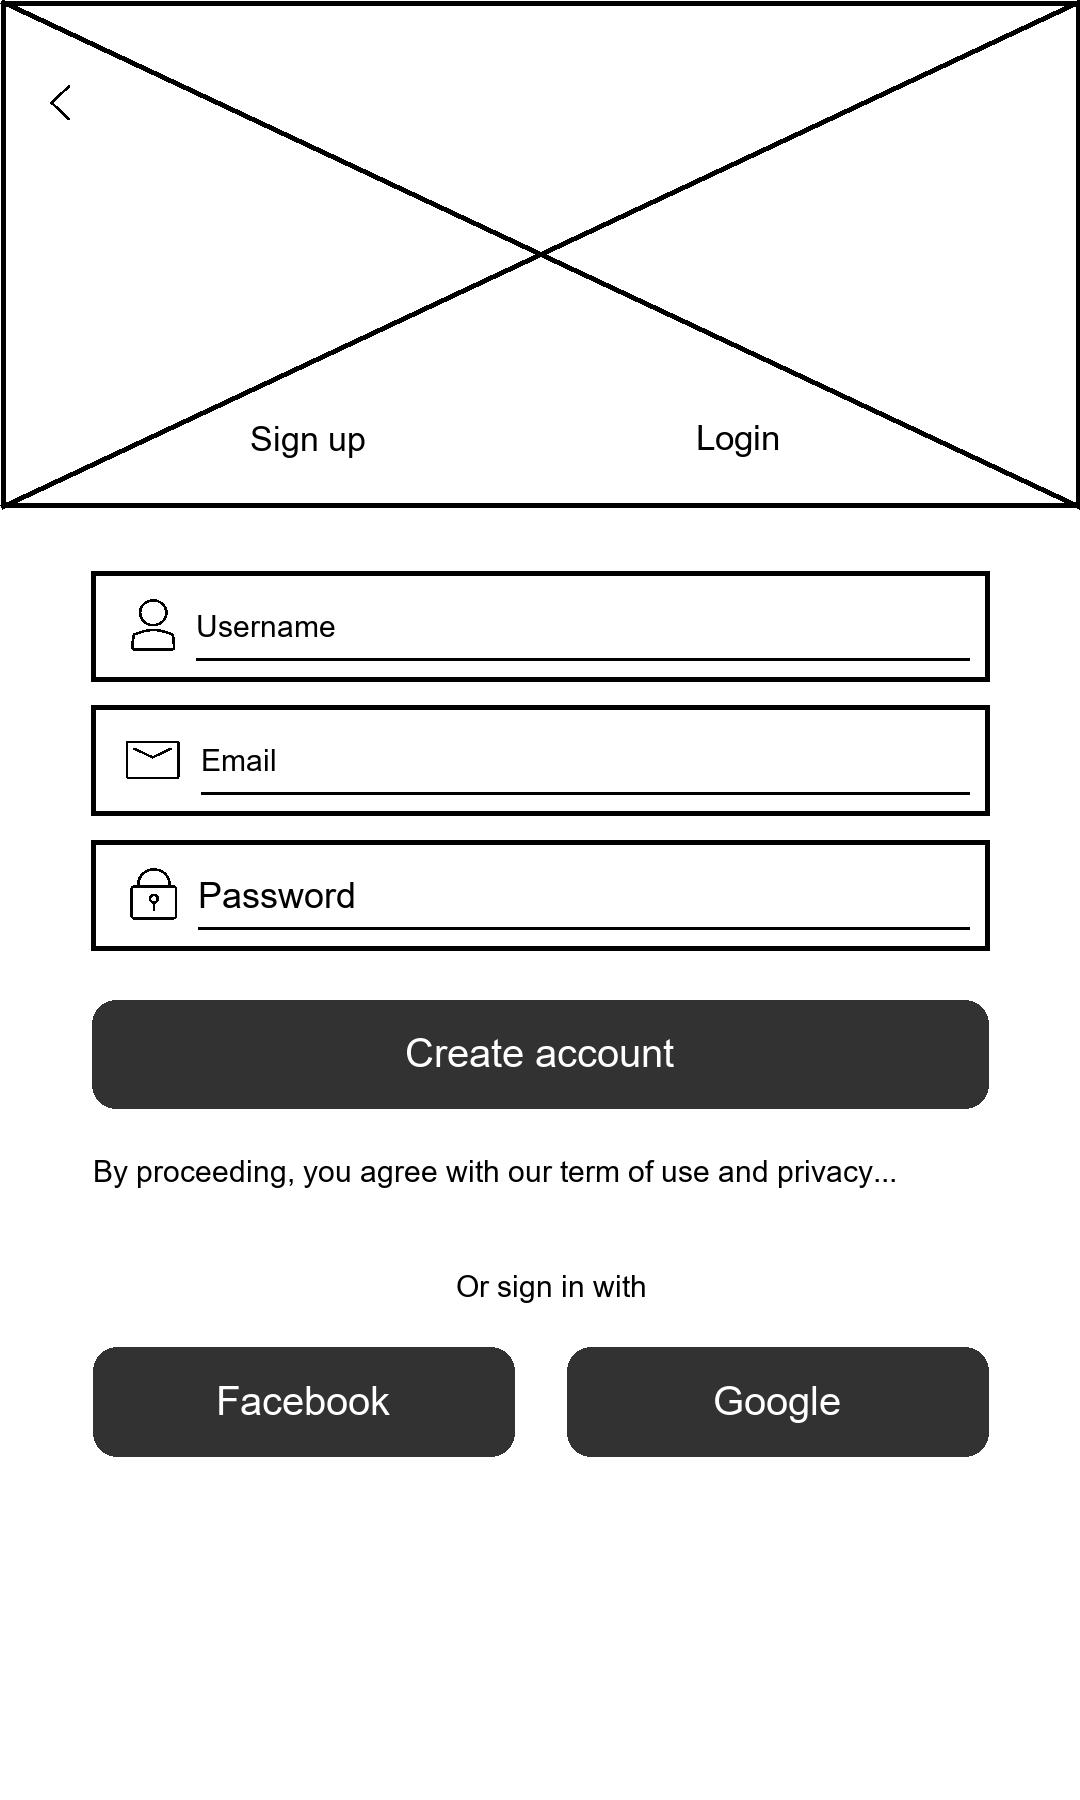 Sign up
Login
Username
Email
Password
Create account
By proceeding, you agree with our term of use and privacy...
Or sign in with
Facebook
Google